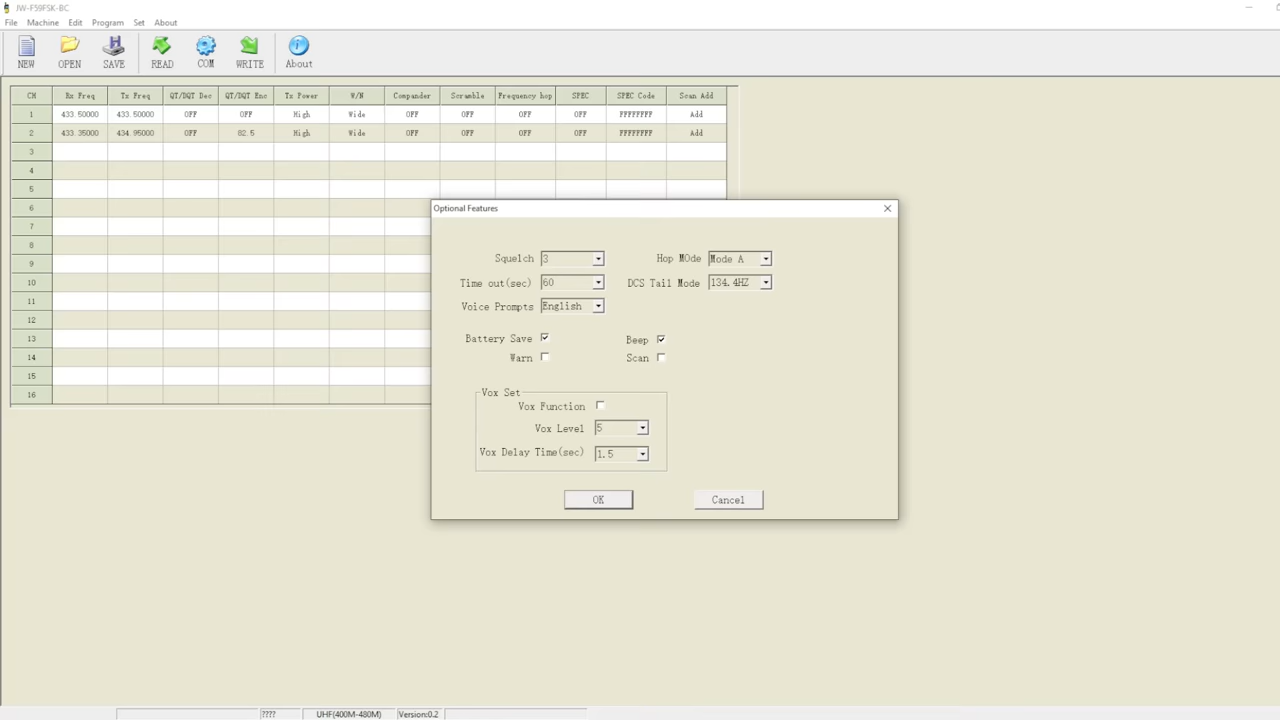 JW-F59FSK-BC
File Machine Edit Program Set About
NEW OPEN SAVE READ COM WRITE About
CH Rx Freq Tx Freq QT/DQT Dec QT/DQT Enc Tx Power W/N Compander Scramble Frequency hop SPEC SPEC Code Scan Add
1 433.50000 433.50000 OFF OFF High Wide OFF OFF OFF OFF FFFFFFFF Add
2 433.35000 434.95000 OFF 82.5 High Wide OFF OFF OFF OFF FFFFFFFF Add
3
4
5
6
7
8
9
10
11
12
13
14
15
16
Optional Features
Squelch 3 Hop MOde Mode A
Time out(sec) 60 DCS Tail Mode 134.4HZ
Voice Prompts English
Battery Save Beep
Warn Scan
Vox Set
Vox Function
Vox Level 5
Vox Delay Time(sec) 1.5
OK Cancel
???? UHF(400M-480M) Version:0.2